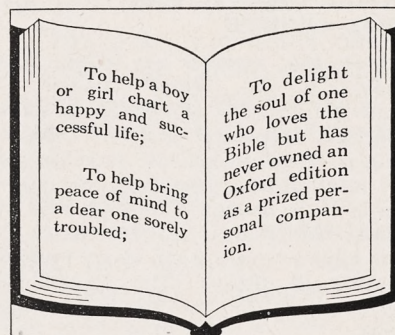 To help a boy
or girl chart a
happy and suc-
cessful life;
To help bring
peace of mind to
a dear one sorely
troubled;
To delight
the soul of one
who loves the
Bible but has
never owned an
Oxford edition
as a prized per-
sonal compan-
ion.